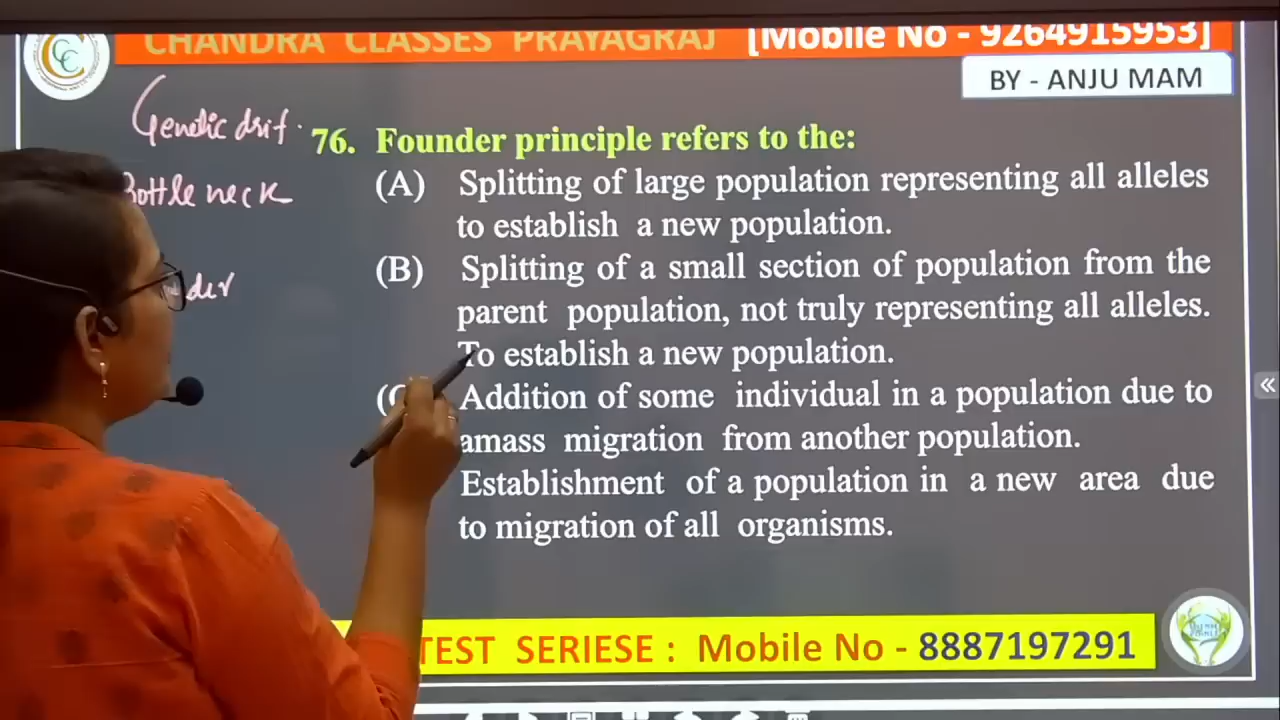 CHANDRA CLASSES PRAYAGRAJ [Mobile No - 9264915953]
BY - ANJU MAM
Genetic drift
Bottle neck
76. Founder principle refers to the:
(A) Splitting of large population representing all alleles
to establish a new population.
(B) Splitting of a small section of population from the
parent population, not truly representing all alleles.
To establish a new population.
Addition of some individual in a population due to
amass migration from another population.
Establishment of a population in a new area due
to migration of all organisms.
TEST SERIESE : Mobile No - 8887197291